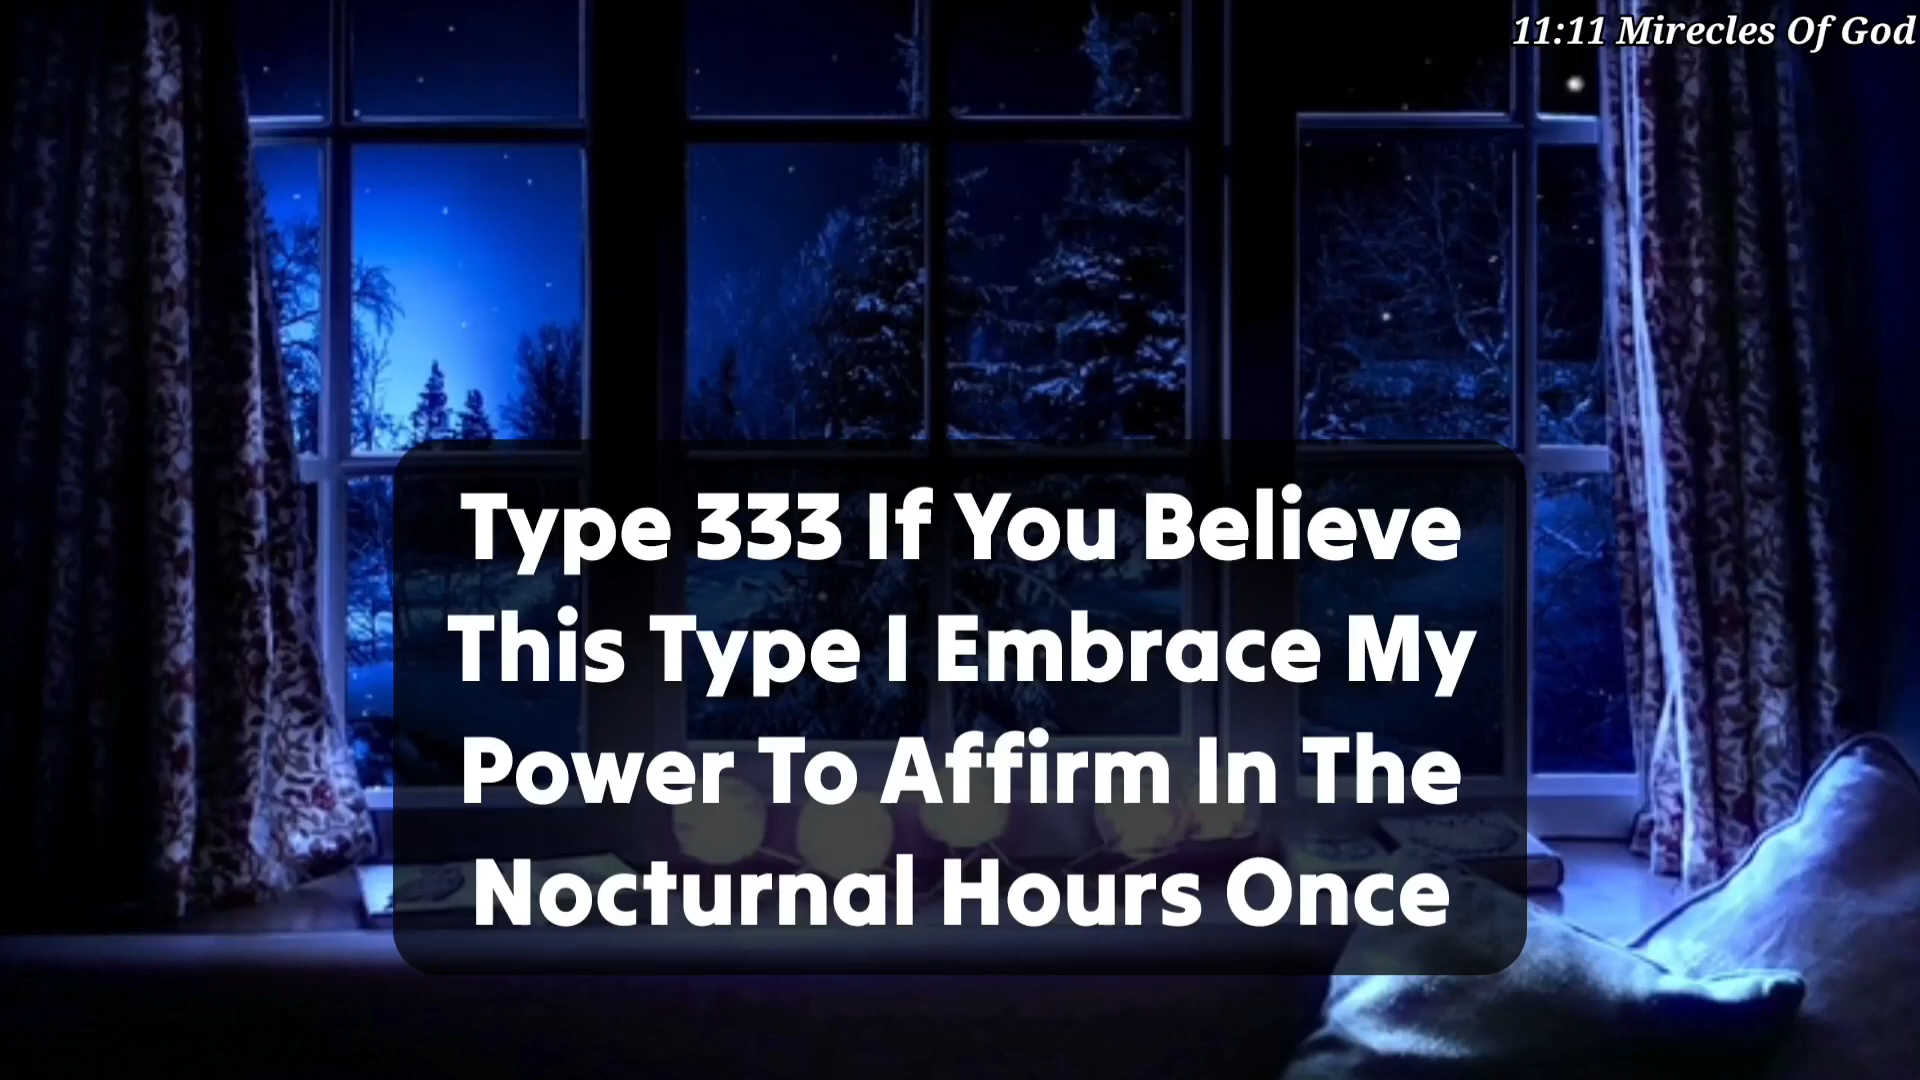 11:11 Mirecles Of God
Type 333 If You Believe
This Type I Embrace My
Power To Affirm In The
Nocturnal Hours Once